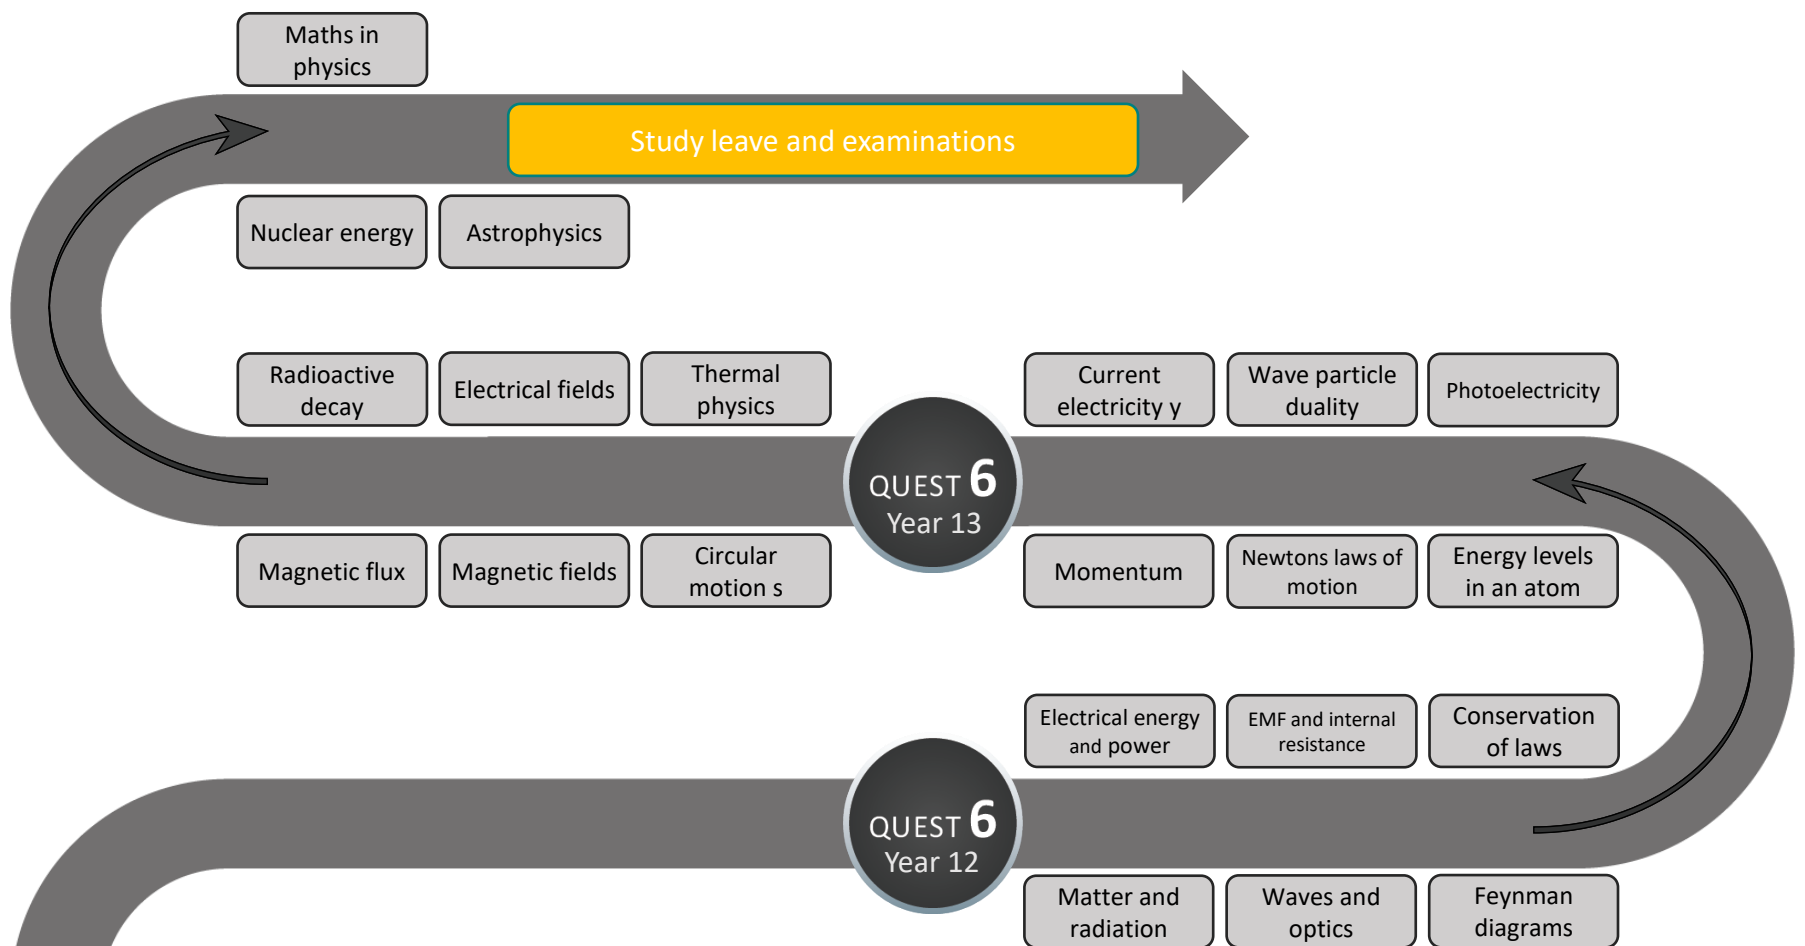 Maths in
physics
Study leave and examinations
Nuclear energy
Astrophysics
Radioactive
decay
Electrical fields
Thermal
physics
Current
electricity y
Wave particle
duality
Photoelectricity
QUEST 6
Year 13
Magnetic flux
Magnetic fields
Circular
motion s
Momentum
Newtons laws of
motion
Energy levels
in an atom
Electrical energy
and power
EMF and internal
resistance
Conservation
of laws
QUEST 6
Year 12
Matter and
radiation
Waves and
optics
Feynman
diagrams